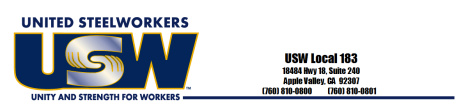 UNITED STEELWORKERS
USW
TM
UNITY AND STRENGTH FOR WORKERS
USW Local 183
18484 Hwy 18, Suite 240
Apple Valley, CA 92307
(760) 810-0800 (760) 810-0801